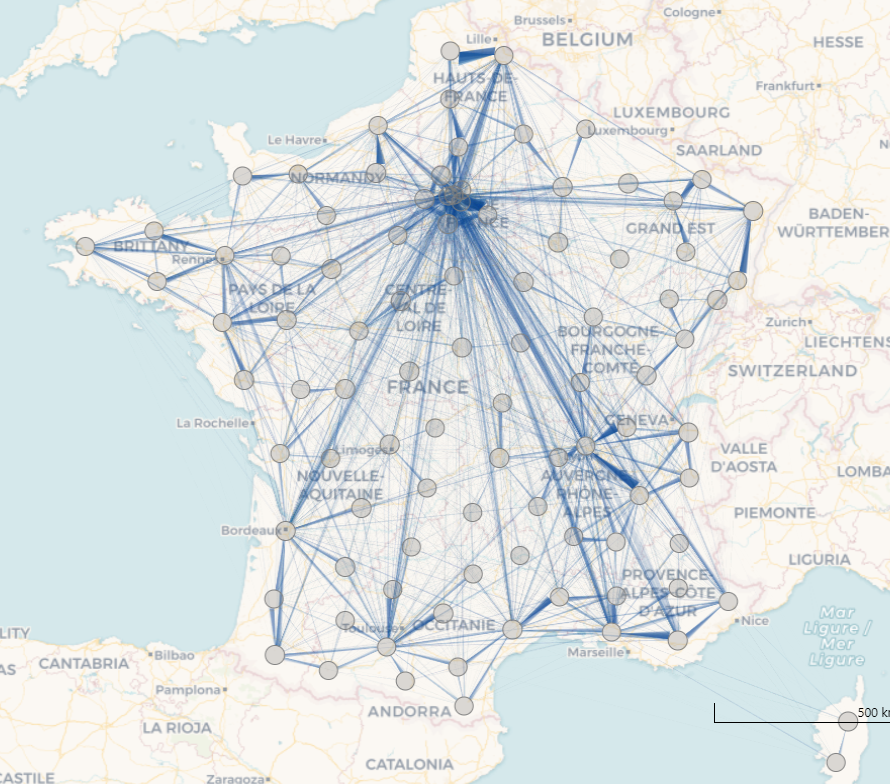 Brussels
Cologne
Lille
BELGIUM
HESSE
HAUTS-DE-
FRANCE
Frankfurt
LUXEMBOURG
Luxembourg
Le Havre
SAARLAND
NORMANDY
CE
NCE
GRAND EST
BADEN-
WÜRTTEMBER
BRITTANY
Rennes
PAYS DE LA
LOIRE
CENTRE-
VAL DE
LOIRE
BOURGOGNE-
FRANCHE-
COMTÉ
Zurich
LIECHTENS
SWITZERLAND
FRANCE
La Rochelle
GENEVA
Limoges
VALLE
D'AOSTA
NOUVELLE-
AQUITAINE
AUVERGNE-
RHÔNE-
ALPES
LOMBA
PIEMONTE
Bordeaux
LIGURIA
PROVENCE-
ALPES-CÔTE
D'AZUR
Nice
Toulouse
OCCITANIE
Marseille
Mar
Ligure /
Mer
Ligure
LITY
CANTABRIA
Bilbao
AS
Pamplona
ANDORRA
500 km
LA RIOJA
CATALONIA
CASTILE
Zaragoza